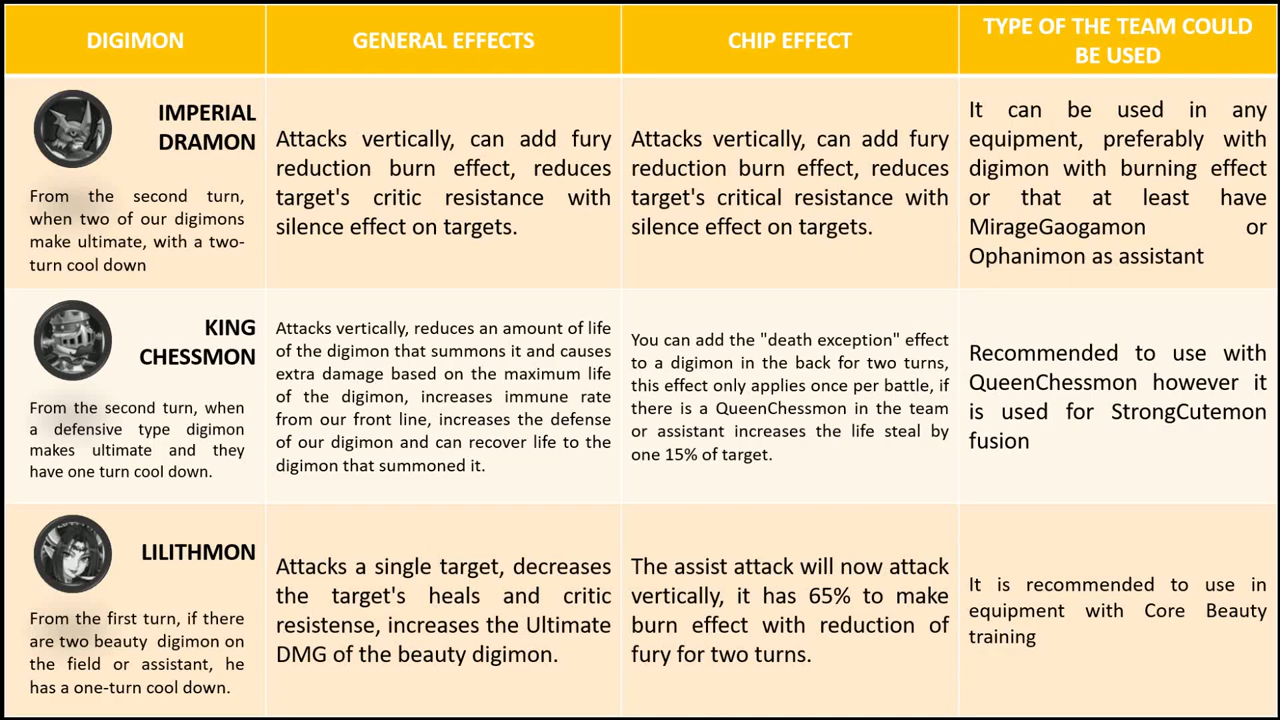 DIGIMON
GENERAL EFFECTS
CHIP EFFECT
TYPE OF THE TEAM COULD
BE USED
IMPERIAL
DRAMON
From the second turn,
when two of our digimons
make ultimate, with a two-
turn cool down
Attacks vertically, can add fury
reduction burn effect, reduces
target's critic resistance with
silence effect on targets.
Attacks vertically, can add fury
reduction burn effect, reduces
target's critical resistance with
silence effect on targets.
It can be used in any
equipment, preferably with
digimon with burning effect
or that at least have
MirageGaogamon or
Ophanimon as assistant
KING
CHESSMON
From the second turn, when
a defensive type digimon
makes ultimate and they
have one turn cool down.
Attacks vertically, reduces an amount of life
of the digimon that summons it and causes
extra damage based on the maximum life
of the digimon, increases immune rate
from our front line, increases the defense
of our digimon and can recover life to the
digimon that summoned it.
You can add the "death exception" effect
to a digimon in the back for two turns,
this effect only applies once per battle, if
there is a QueenChessmon in the team
or assistant increases the life steal by
one 15% of target.
Recommended to use with
QueenChessmon however it
is used for StrongCutemon
fusion
LILITHMON
From the first turn, if there
are two beauty digimon on
the field or assistant, he
has a one-turn cool down.
Attacks a single target, decreases
the target's heals and critic
resistense, increases the Ultimate
DMG of the beauty digimon.
The assist attack will now attack
vertically, it has 65% to make
burn effect with reduction of
fury for two turns.
It is recommended to use in
equipment with Core Beauty
training